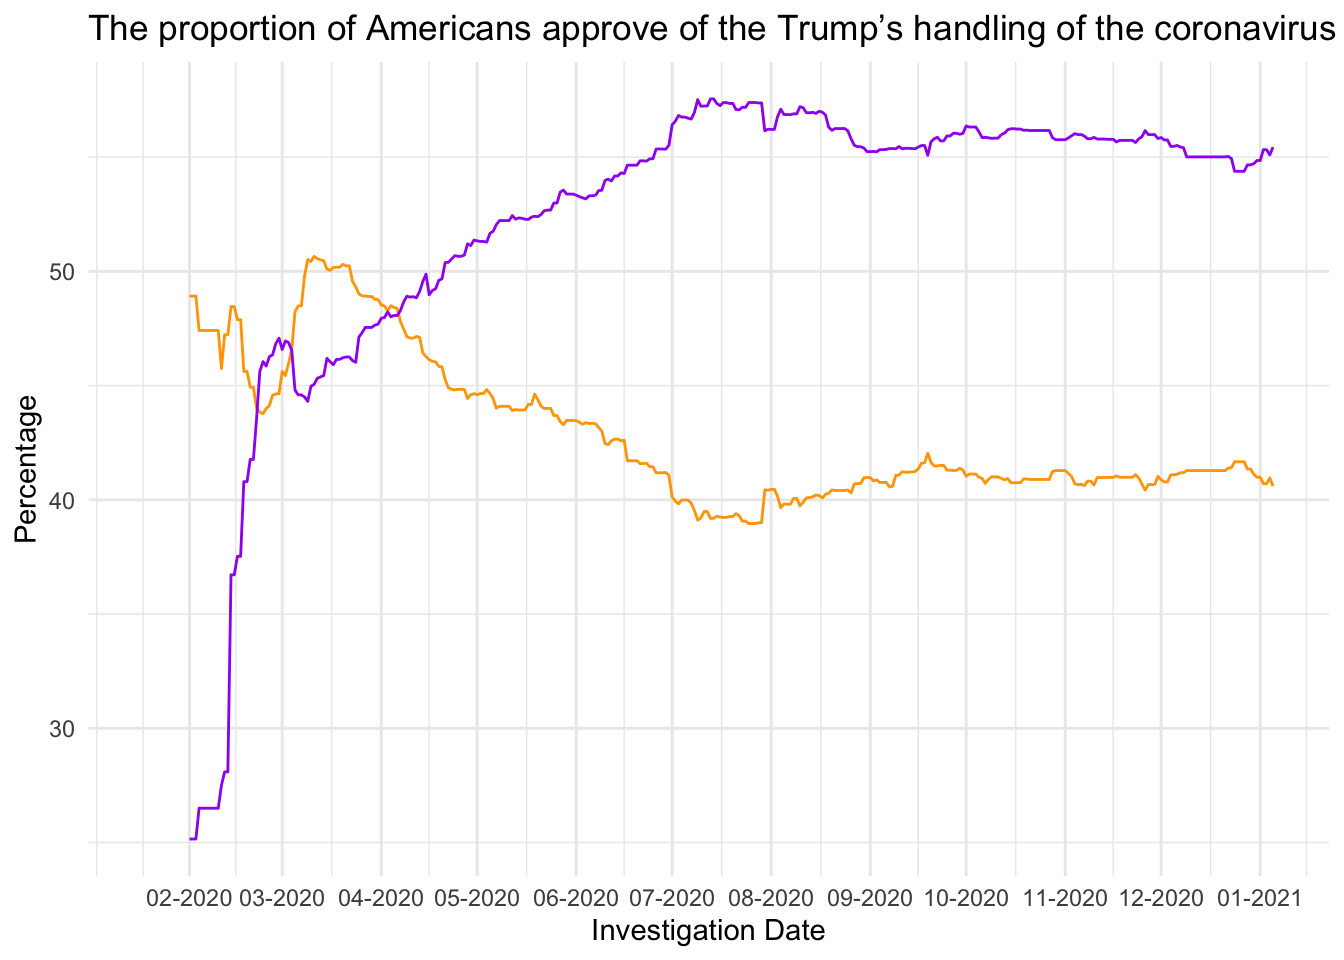 The proportion of Americans approve of the Trump’s handling of the coronavirus
Percentage
50
40
30
02-2020 03-2020 04-2020 05-2020 06-2020 07-2020 08-2020 09-2020 10-2020 11-2020 12-2020 01-2021
Investigation Date